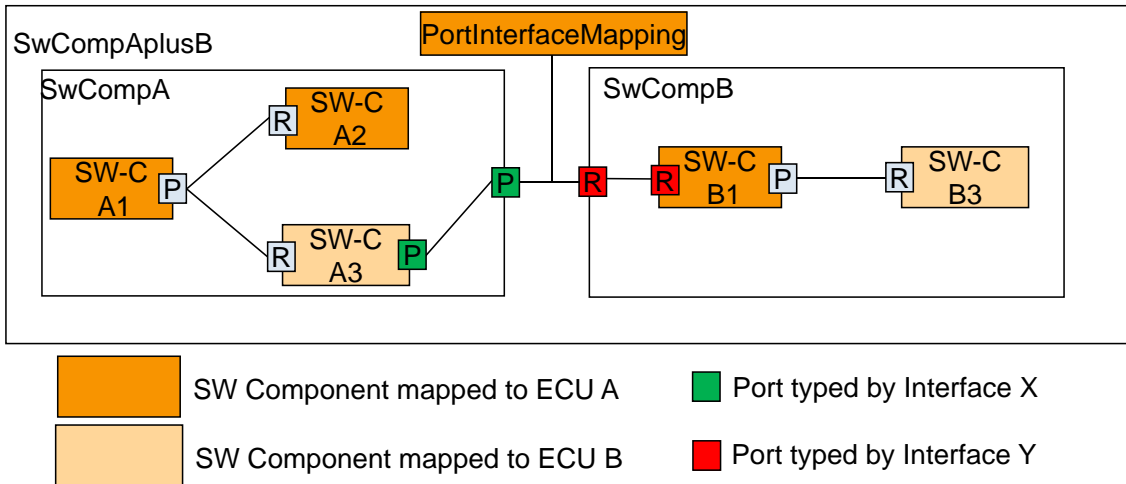 PortInterfaceMapping
SwCompAplusB
SwCompA
SwCompB
SW-C
A2
R
SW-C
A1
P
SW-C
A3
R
P
P
R
R
SW-C
B1
P
R
SW-C
B3
SW Component mapped to ECU A
Port typed by Interface X
SW Component mapped to ECU B
Port typed by Interface Y